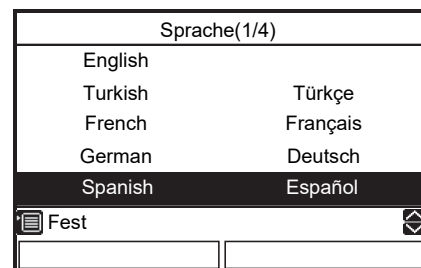 Sprache(1/4)
English
Turkish Türkçe
French Français
German Deutsch
Spanish Español
Fest